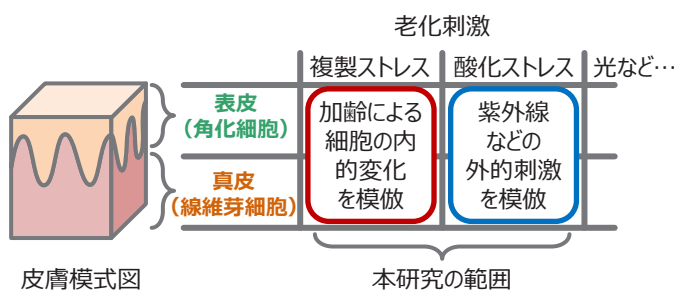 老化刺激
複製ストレス
酸化ストレス
光など…
表皮
(角化細胞)
加齢による
細胞の内
的変化
を模倣
紫外線
などの
外的刺激
を模倣
真皮
(線維芽細胞)
皮膚模式図
本研究の範囲